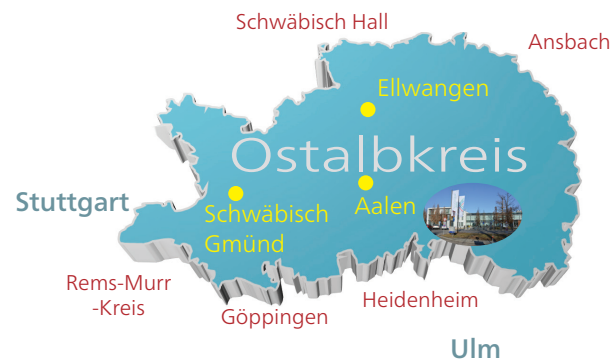 Schwäbisch Hall
Ansbach
Ellwangen
Ostalbkreis
Stuttgart
Aalen
Schwäbisch
Gmünd
Rems-Murr
-Kreis
Göppingen
Heidenheim
Ulm